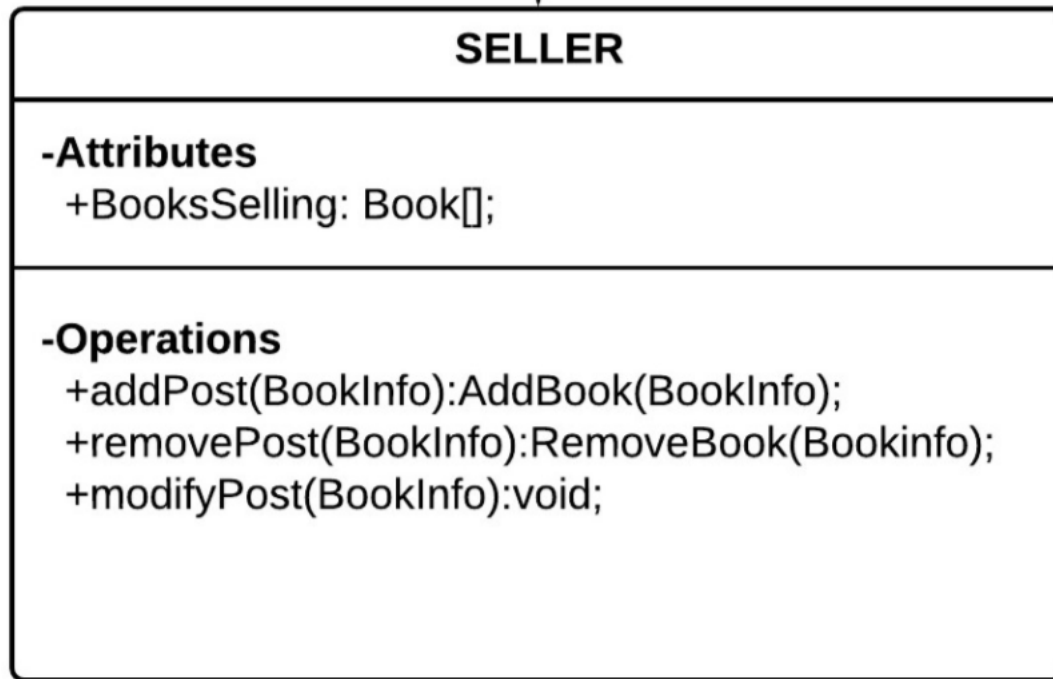 SELLER
-Attributes
+BooksSelling: Book[];
-Operations
+addPost(BookInfo):AddBook(BookInfo);
+removePost(BookInfo):RemoveBook(Bookinfo);
+modifyPost(BookInfo):void;